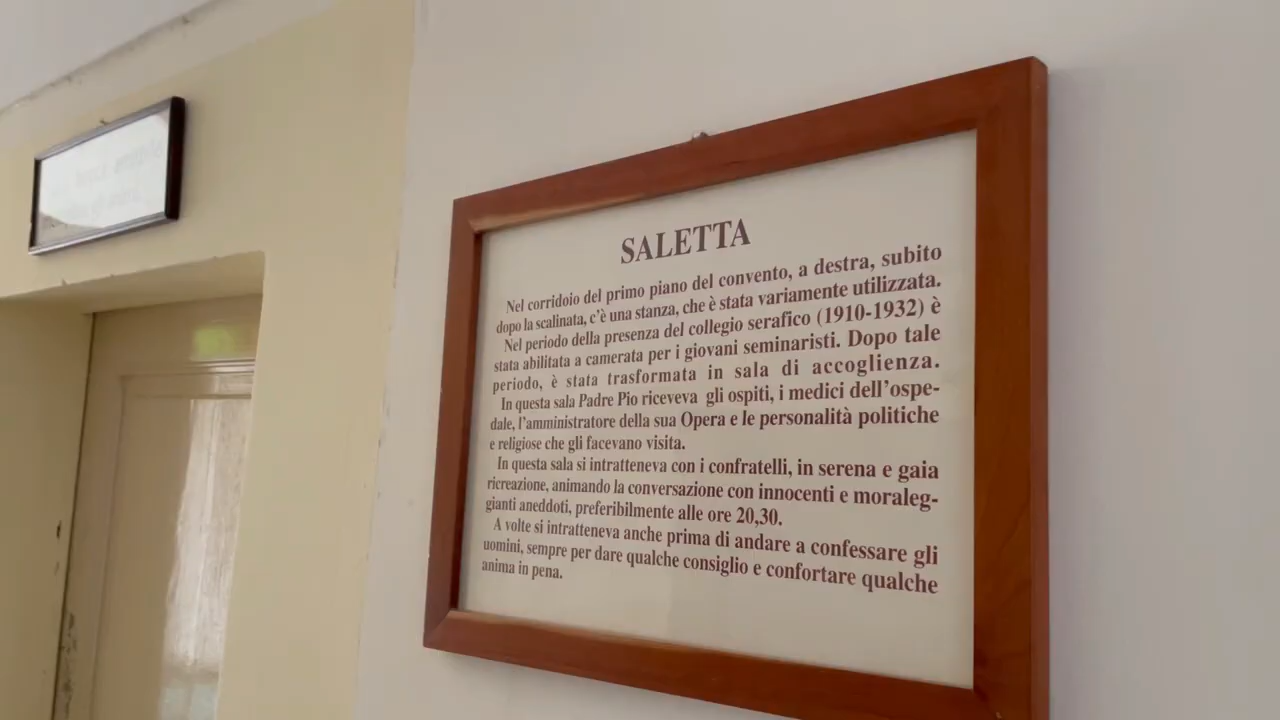 SALETTA
Nel corridoio del primo piano del convento, a destra, subito
dopo la scalinata, c'è una stanza, che è stata variamente utilizzata.
Nel periodo della presenza del collegio serafico (1910-1932) è
stata abilitata a camerata per i giovani seminaristi. Dopo tale
periodo, è stata trasformata in sala di accoglienza.
In questa sala Padre Pio riceveva gli ospiti, i medici dell'ospe-
dale, l'amministratore della sua Opera e le personalità politiche
e religiose che gli facevano visita.
In questa sala si intratteneva con i confratelli, in serena e gaia
ricreazione, animando la conversazione con innocenti e moraleg-
gianti aneddoti, preferibilmente alle ore 20,30.
A volte si intratteneva anche prima di andare a confessare gli
uomini, sempre per dare qualche consiglio e confortare qualche
anima in pena.